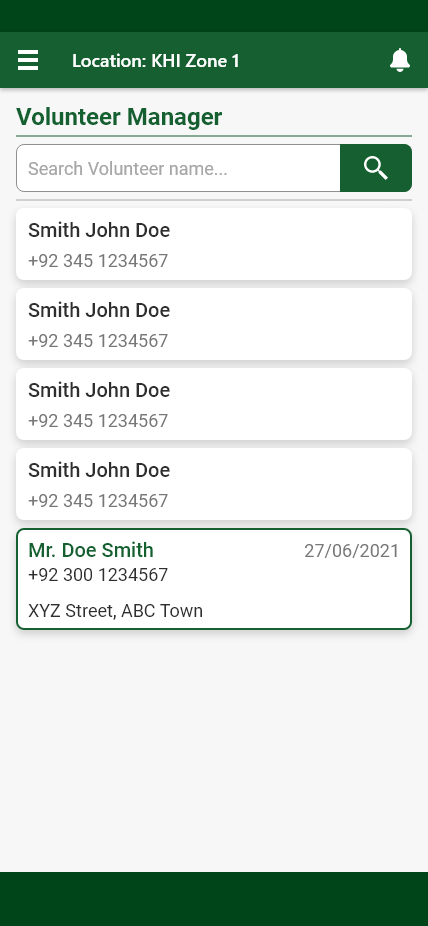 Location: KHI Zone 1
Volunteer Manager
Search Volunteer name...
Smith John Doe
+92 345 1234567
Smith John Doe
+92 345 1234567
Smith John Doe
+92 345 1234567
Smith John Doe
+92 345 1234567
Mr. Doe Smith 27/06/2021
+92 300 1234567
XYZ Street, ABC Town